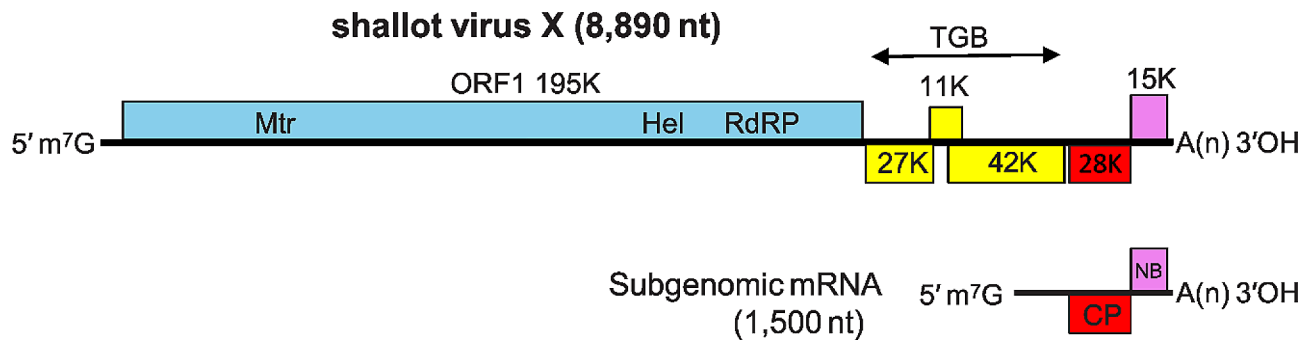 shallot virus X (8,890 nt)
TGB
ORF1 195K
11K
15K
Mtr
Hel
RdRP
5′ m⁷G
A(n) 3′OH
27K
42K
28K
NB
Subgenomic mRNA
5′ m⁷G
A(n) 3′OH
(1,500 nt)
CP